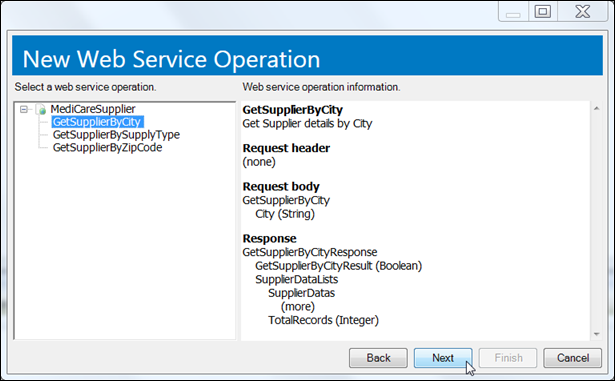 New Web Service Operation
Select a web service operation.
MediCareSupplier
GetSupplierByCity
GetSupplierBySupplyType
GetSupplierByZipCode
Web service operation information.
GetSupplierByCity
Get Supplier details by City
Request header
(none)
Request body
GetSupplierByCity
City (String)
Response
GetSupplierByCityResponse
GetSupplierByCityResult (Boolean)
SupplierDataLists
SupplierDatas
(more)
TotalRecords (Integer)
Back Next Finish Cancel